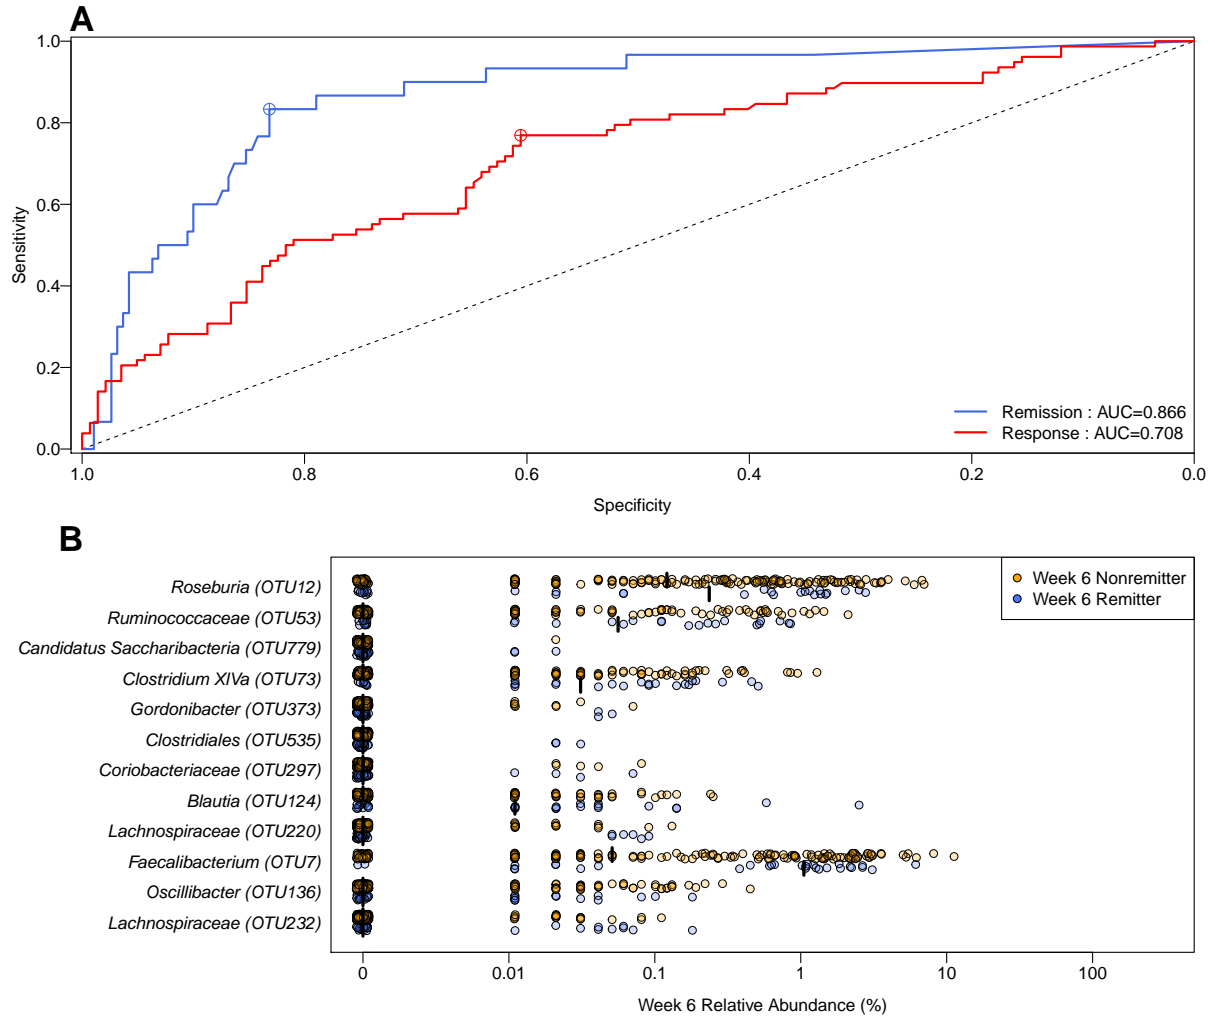 A
1.0
0.8
0.6
0.4
0.2
0.0
Sensitivity
Remission : AUC=0.866
Response : AUC=0.708
1.0 0.8 0.6 0.4 0.2 0.0
Specificity
B
Week 6 Nonremitter
Week 6 Remitter
Roseburia (OTU12)
Ruminococcaceae (OTU53)
Candidatus Saccharibacteria (OTU779)
Clostridium XIVa (OTU73)
Gordonibacter (OTU373)
Clostridiales (OTU535)
Coriobacteriaceae (OTU297)
Blautia (OTU124)
Lachnospiraceae (OTU220)
Faecalibacterium (OTU7)
Oscillibacter (OTU136)
Lachnospiraceae (OTU232)
0 0.01 0.1 1 10 100
Week 6 Relative Abundance (%)